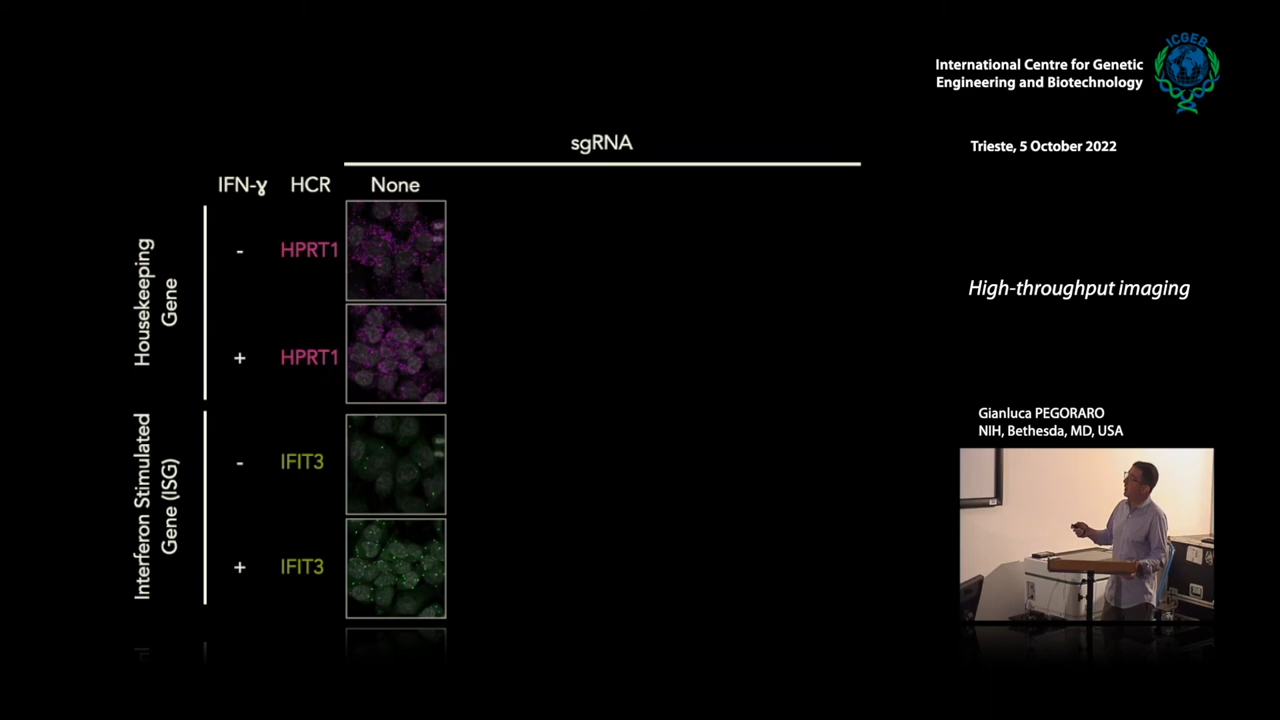 ICGEB
International Centre for Genetic
Engineering and Biotechnology
Trieste, 5 October 2022
sgRNA
IFN-ɣ HCR None
Housekeeping
Gene
- HPRT1
+ HPRT1
Interferon Stimulated
Gene (ISG)
- IFIT3
+ IFIT3
High-throughput imaging
Gianluca PEGORARO
NIH, Bethesda, MD, USA